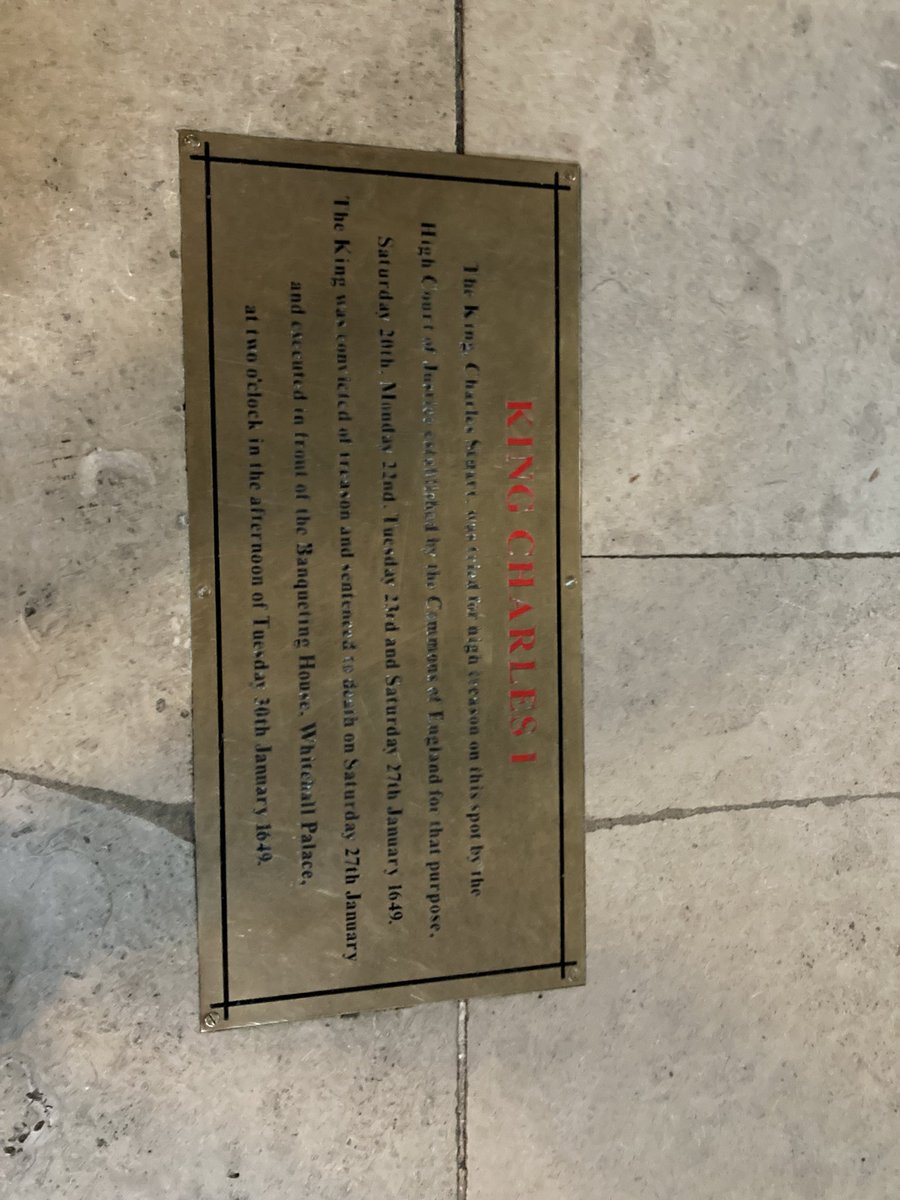 KING CHARLES I
The King, Charles Stuart, was tried for high treason on this spot by the
High Court of Justice established by the Commons of England for that purpose,
Saturday 20th, Monday 22nd, Tuesday 23rd and Saturday 27th January 1649.
The King was convicted of treason and sentenced to death on Saturday 27th January
and executed in front of the Banqueting House, Whitehall Palace,
at two o'clock in the afternoon of Tuesday 30th January 1649.